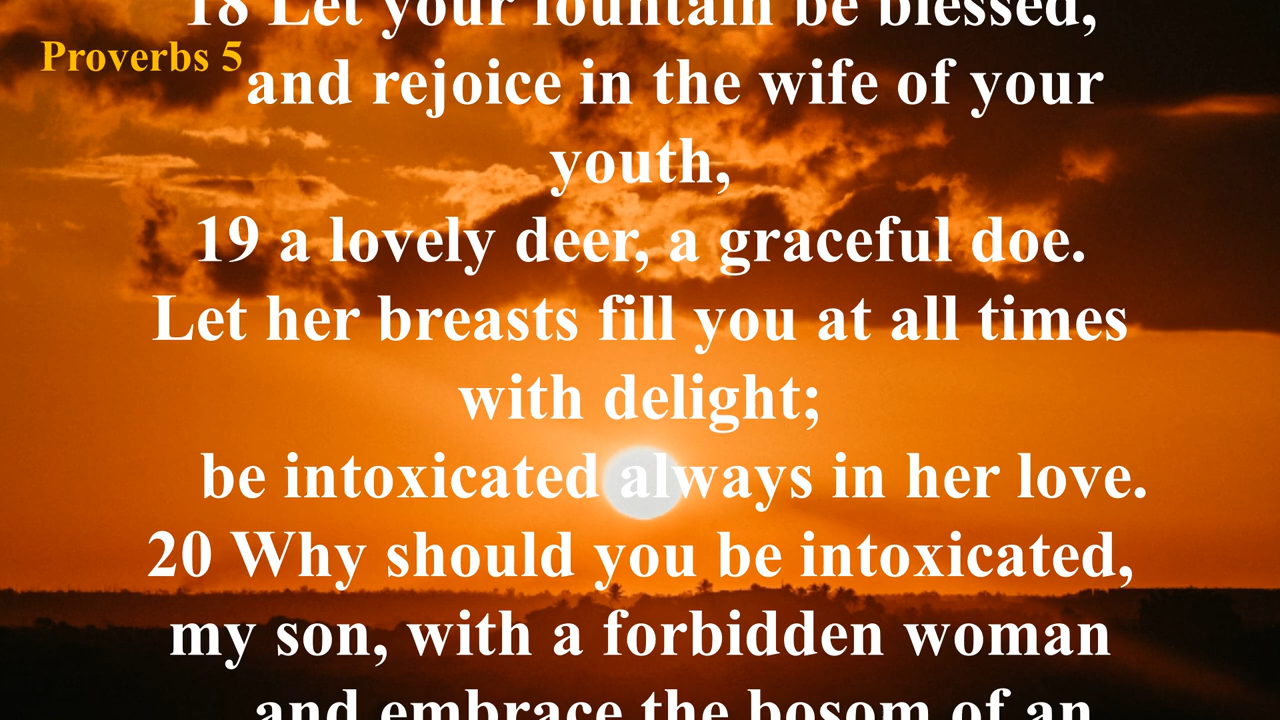 18 Let your fountain be blessed,
Proverbs 5
and rejoice in the wife of your
youth,
19 a lovely deer, a graceful doe.
Let her breasts fill you at all times
with delight;
be intoxicated always in her love.
20 Why should you be intoxicated,
my son, with a forbidden woman
and embrace the bosom of an